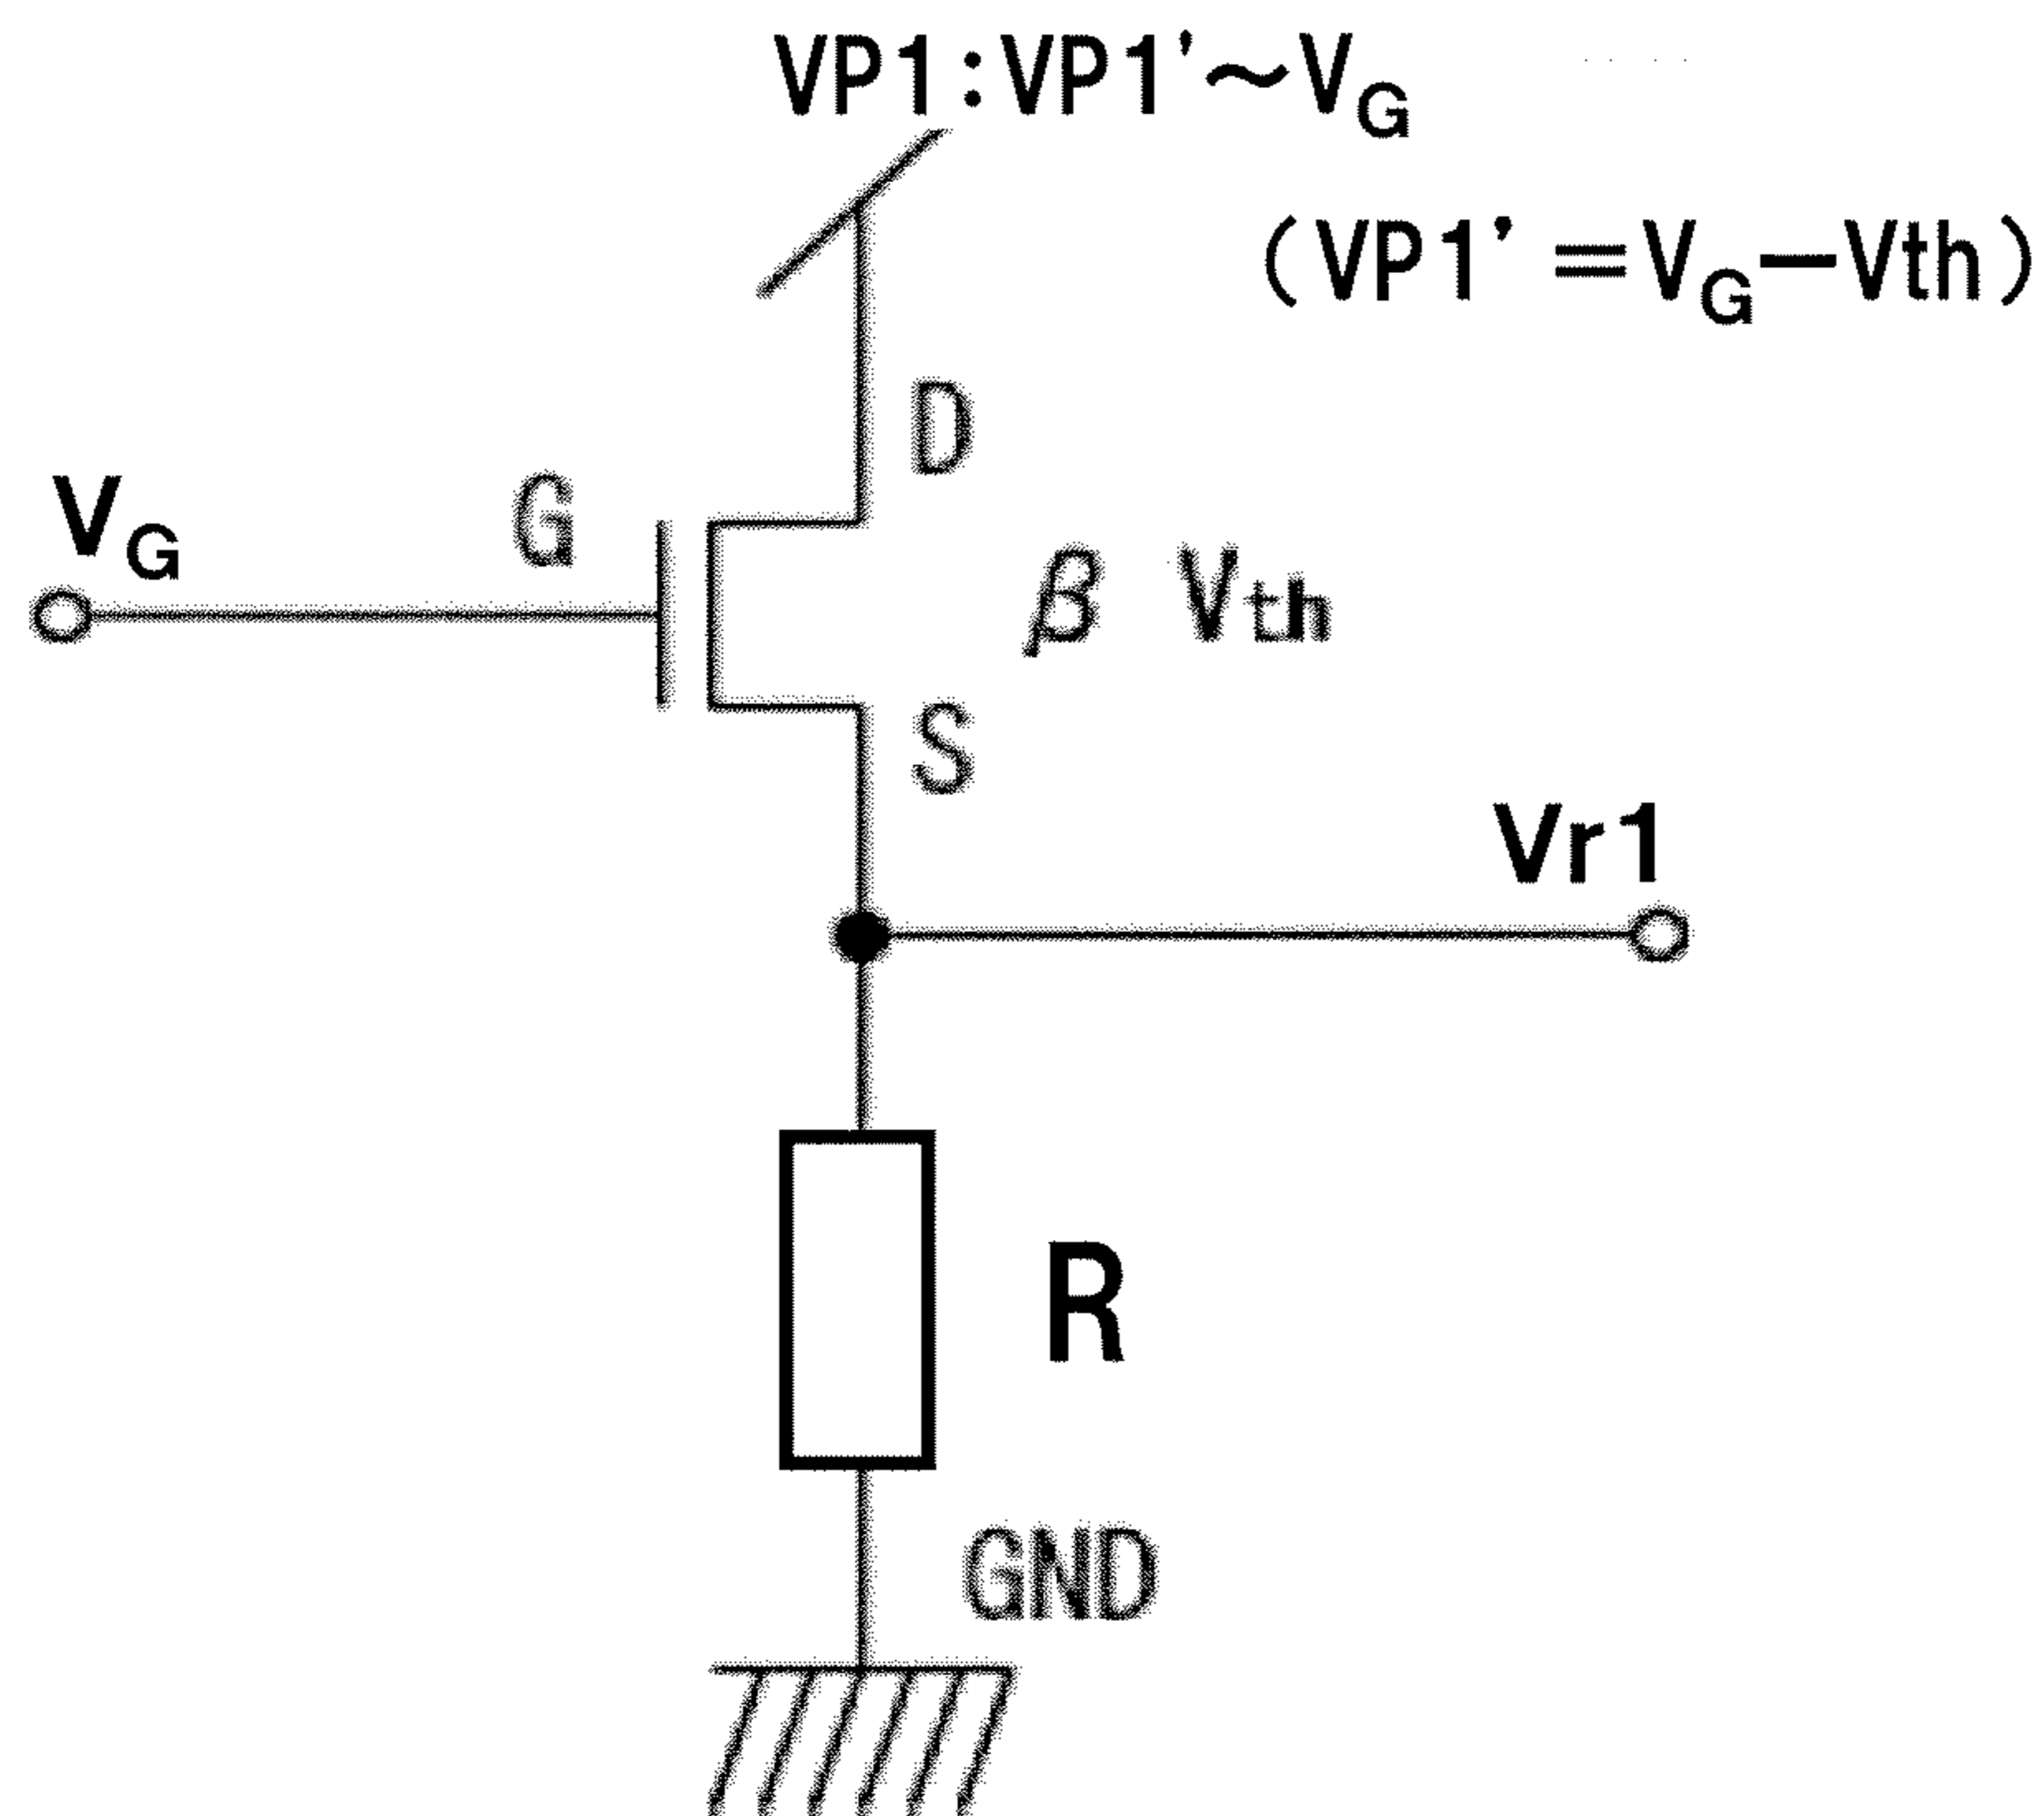 VP1:VP1'~VG
(VP1'=VG-Vth)
D
VG
G
β Vth
S
Vr1
R
GND